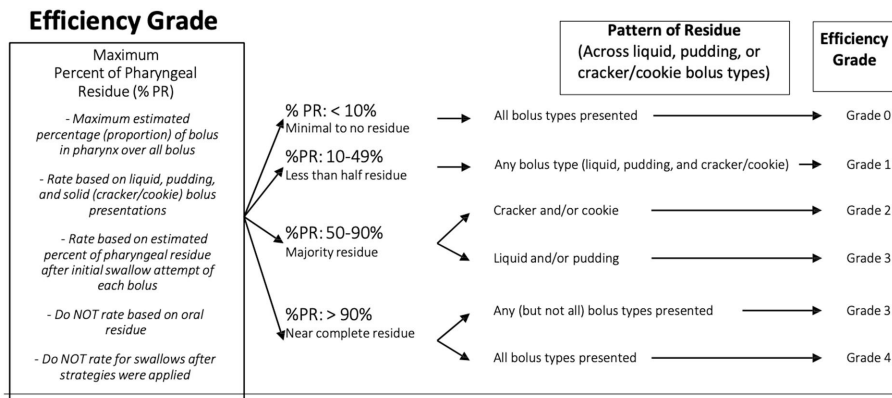 Efficiency Grade
Maximum
Percent of Pharyngeal
Residue (% PR)
- Maximum estimated
percentage (proportion) of bolus
in pharynx over all bolus
- Rate based on liquid, pudding,
and solid (cracker/cookie) bolus
presentations
- Rate based on estimated
percent of pharyngeal residue
after initial swallow attempt of
each bolus
- Do NOT rate based on oral
residue
- Do NOT rate for swallows after
strategies were applied
Pattern of Residue
(Across liquid, pudding, or
cracker/cookie bolus types)
Efficiency
Grade
% PR: < 10%
Minimal to no residue
All bolus types presented
Grade 0
%PR: 10-49%
Less than half residue
Any bolus type (liquid, pudding, and cracker/cookie)
Grade 1
%PR: 50-90%
Majority residue
Cracker and/or cookie
Grade 2
Liquid and/or pudding
Grade 3
%PR: > 90%
Near complete residue
Any (but not all) bolus types presented
Grade 3
All bolus types presented
Grade 4